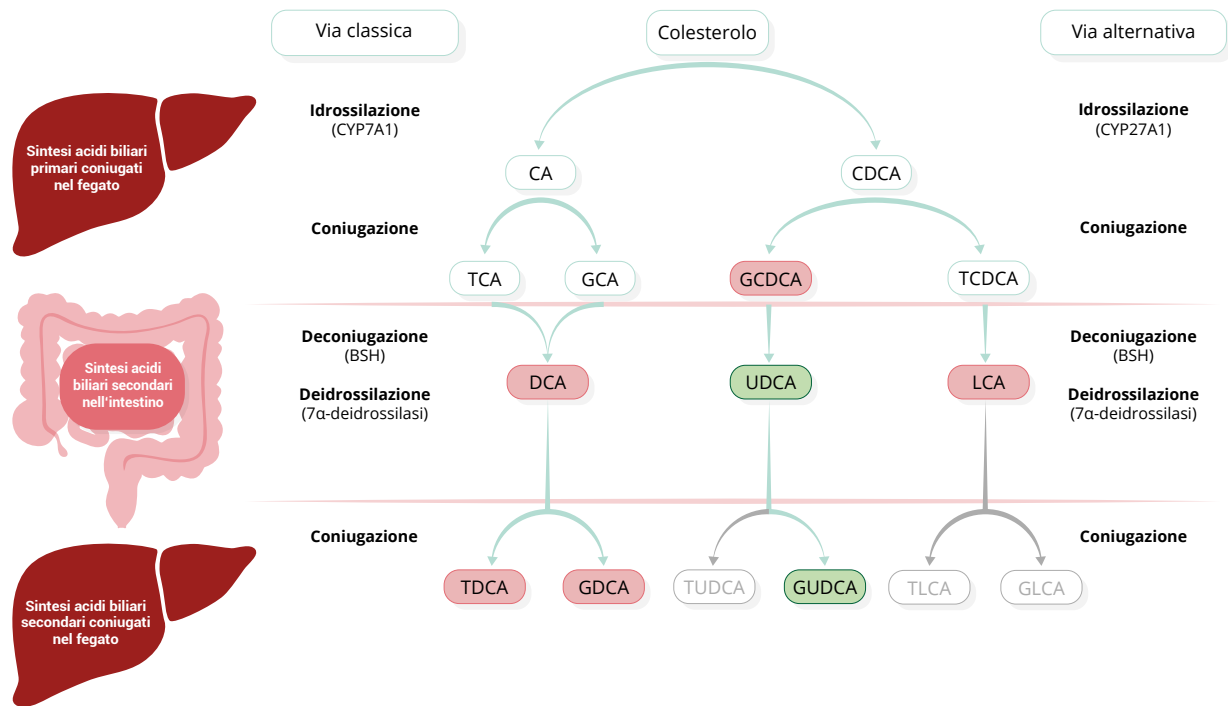 Via classica
Colesterolo
Via alternativa
Sintesi acidi biliari
primari coniugati
nel fegato
Idrossilazione
(CYP7A1)
Idrossilazione
(CYP27A1)
CA
CDCA
Coniugazione
Coniugazione
TCA
GCA
GCDCA
TCDCA
Sintesi acidi
biliari secondari
nell'intestino
Deconiugazione
(BSH)
Deconiugazione
(BSH)
DCA
UDCA
LCA
Deidrossilazione
(7α-deidrossilasi)
Deidrossilazione
(7α-deidrossilasi)
Sintesi acidi biliari
secondari coniugati
nel fegato
Coniugazione
Coniugazione
TDCA
GDCA
TUDCA
GUDCA
TLCA
GLCA